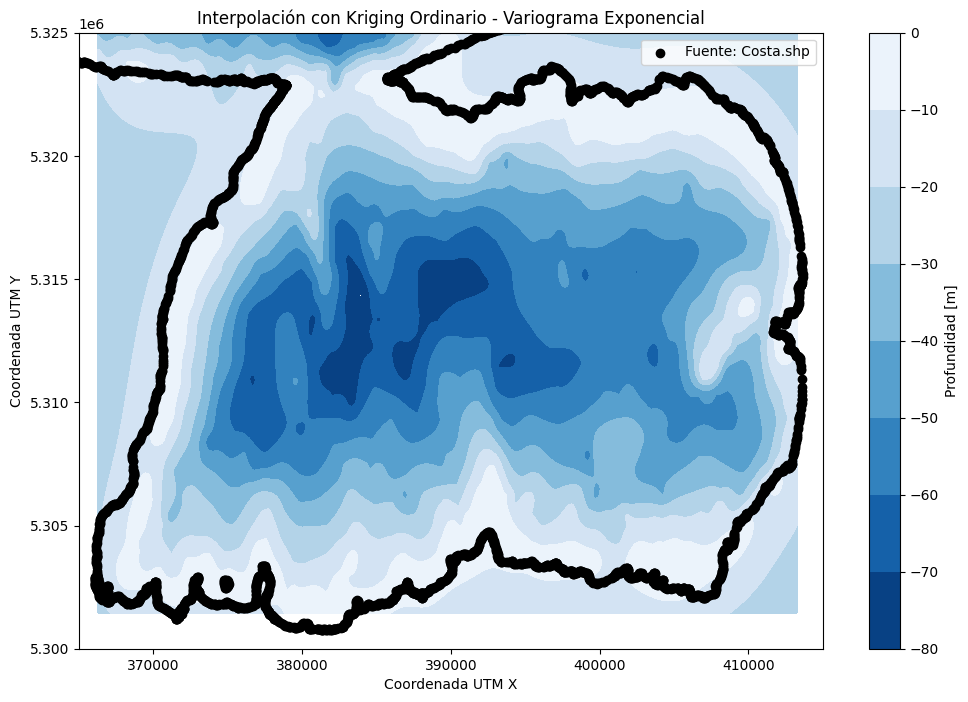 Interpolación con Kriging Ordinario - Variograma Exponencial
1e6
Fuente: Costa.shp
5.325
5.320
5.315
5.310
5.305
5.300
Coordenada UTM Y
370000 380000 390000 400000 410000
Coordenada UTM X
0
−10
−20
−30
−40
−50
−60
−70
−80
Profundidad [m]